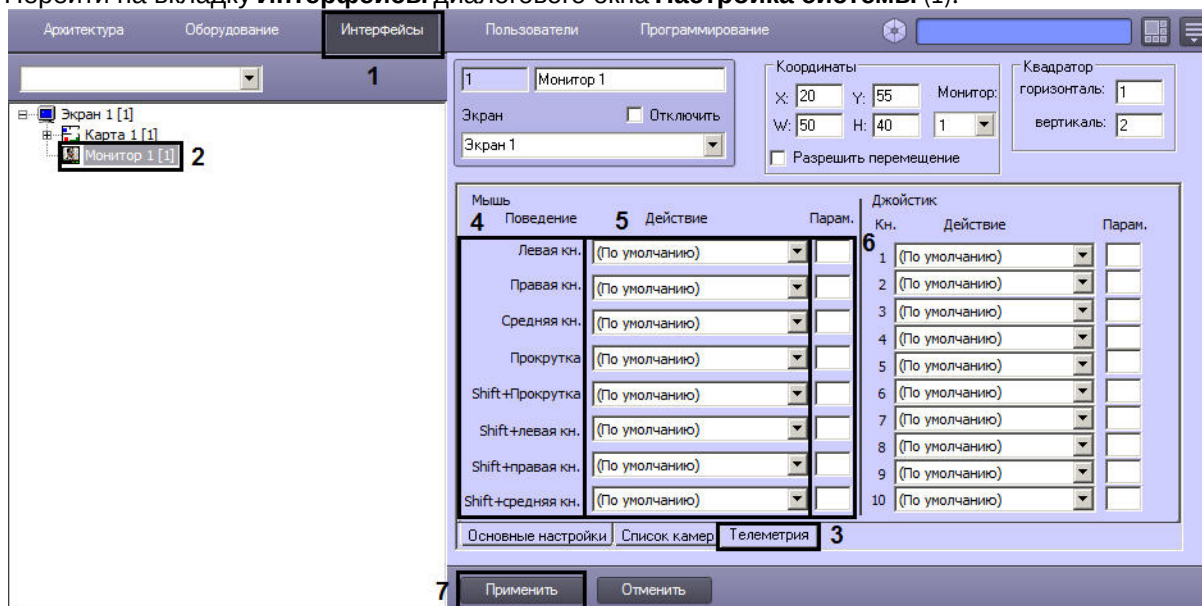 Перейти на вкладку Интерфейсы диалогового окна Настройка системы (1).
Архитектура Оборудование Интерфейсы Пользователи Программирование
1
Экран 1 [1]
Карта 1 [1]
Монитор 1 [1] 2
1 Монитор 1
Экран Отключить
Экран 1
Координаты
X: 20 Y: 55 Монитор:
W: 50 H: 40 1
Разрешить перемещение
Квадратор
горизонталь: 1
вертикаль: 2
Мышь
4 Поведение 5 Действие Парам.
Левая кн. (По умолчанию)
Правая кн. (По умолчанию)
Средняя кн. (По умолчанию)
Прокрутка (По умолчанию)
Shift+Прокрутка (По умолчанию)
Shift+левая кн. (По умолчанию)
Shift+правая кн. (По умолчанию)
Shift+средняя кн. (По умолчанию)
Джойстик
Кн. Действие Парам.
6
1 (По умолчанию)
2 (По умолчанию)
3 (По умолчанию)
4 (По умолчанию)
5 (По умолчанию)
6 (По умолчанию)
7 (По умолчанию)
8 (По умолчанию)
9 (По умолчанию)
10 (По умолчанию)
Основные настройки Список камер Телеметрия 3
7 Применить Отменить